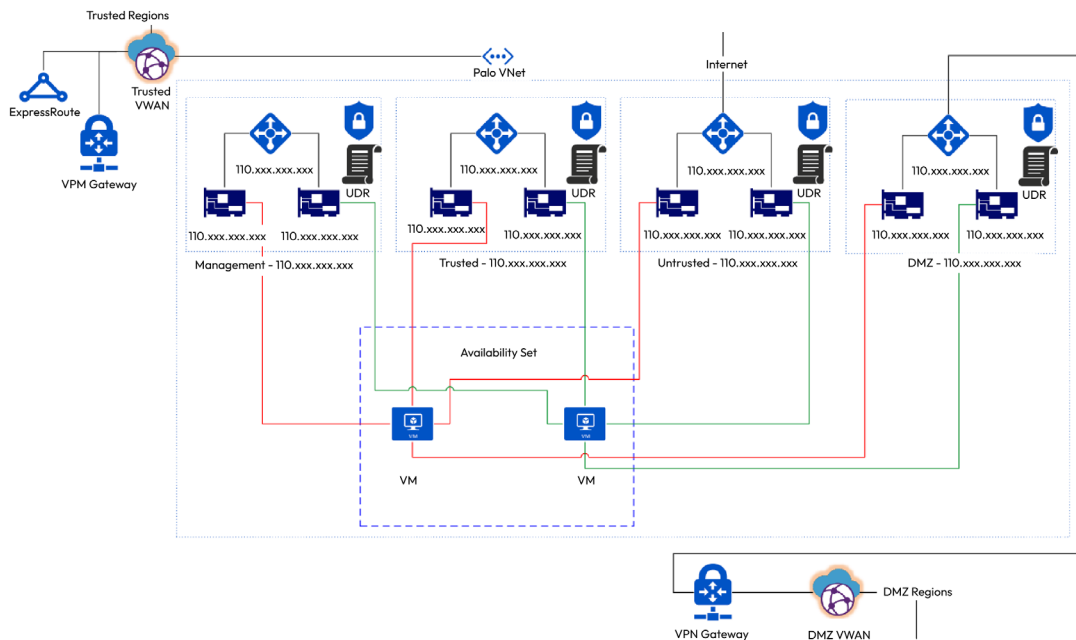 Trusted Regions
Internet
ExpressRoute
Trusted
VWAN
Palo VNet
VPM Gateway
110.xxx.xxx.xxx
UDR
110.xxx.xxx.xxx
110.xxx.xxx.xxx
Management - 110.xxx.xxx.xxx
110.xxx.xxx.xxx
UDR
110.xxx.xxx.xxx
110.xxx.xxx.xxx
Trusted - 110.xxx.xxx.xxx
110.xxx.xxx.xxx
UDR
110.xxx.xxx.xxx
110.xxx.xxx.xxx
Untrusted - 110.xxx.xxx.xxx
110.xxx.xxx.xxx
UDR
110.xxx.xxx.xxx
110.xxx.xxx.xxx
DMZ - 110.xxx.xxx.xxx
Availability Set
VM
VM
VM
VM
VPN Gateway
DMZ VWAN
DMZ Regions